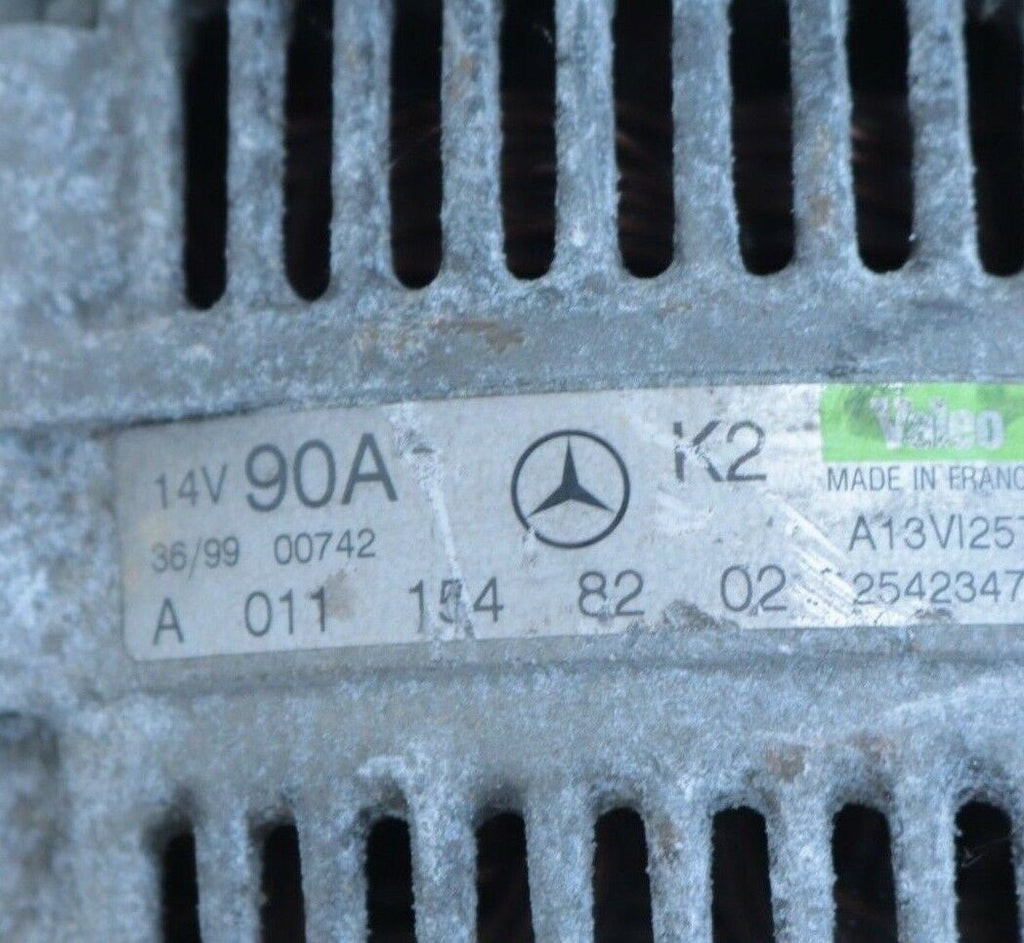 14V 90A K2 Valeo
MADE IN FRANC
36/99 00742 A13VI257
A 011 154 82 02 2542347